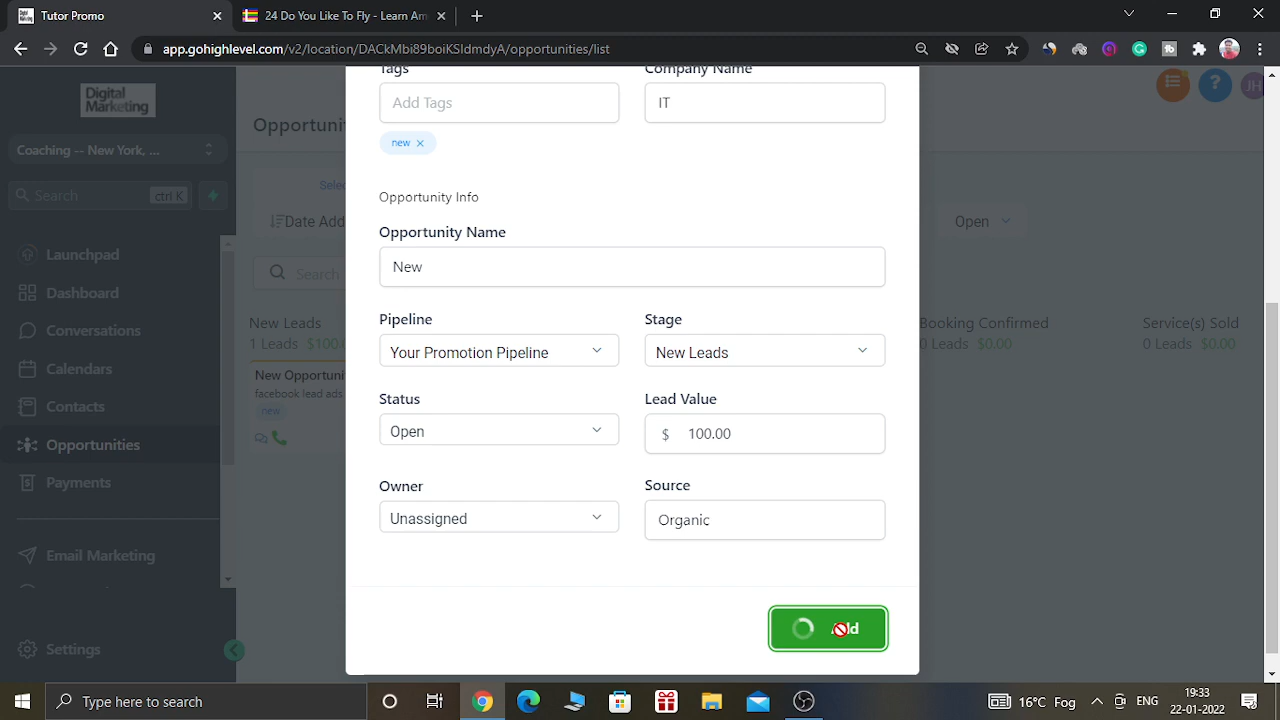 Tutor Promo
24 Do You Like To Fly - Learn Am
app.gohighlevel.com/v2/location/DACkMbi89boiKSldmdyA/opportunities/list
Digital
Marketing
Coaching -- New York, ...
Search
ctrl K
Launchpad
Dashboard
Conversations
Calendars
Contacts
Opportunities
Payments
Email Marketing
Settings
Opportuni
Selec
Date Add
Open
Search
New Leads
1 Leads $100.
New Opportuni
facebook lead ads
new
Booking Confirmed
0 Leads $0.00
Service(s) Sold
0 Leads $0.00
?
JH
Tags
Company Name
Add Tags
IT
new
Opportunity Info
Opportunity Name
New
Pipeline
Stage
Your Promotion Pipeline
New Leads
Status
Lead Value
Open
$ 100.00
Owner
Source
Unassigned
Organic
Add
Type here to search
16°C Fog
ENG
19:33
22-01-2022